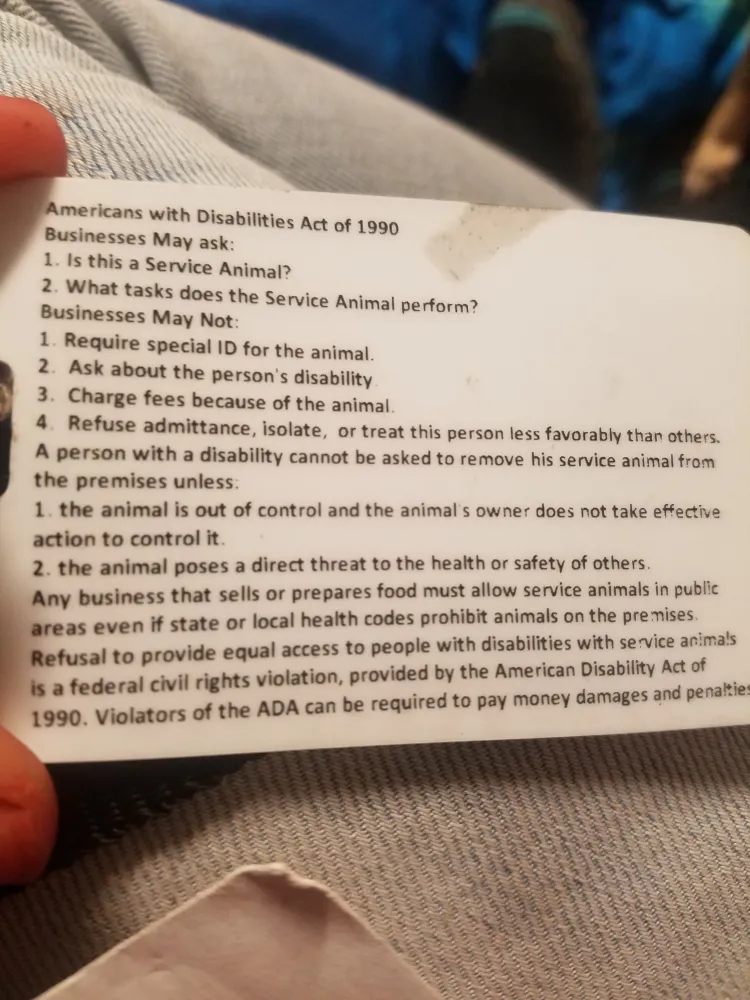 Americans with Disabilities Act of 1990
Businesses May ask:
1. Is this a Service Animal?
2. What tasks does the Service Animal perform?
Businesses May Not:
1. Require special ID for the animal.
2. Ask about the person's disability
3. Charge fees because of the animal.
4. Refuse admittance, isolate, or treat this person less favorably than others.
A person with a disability cannot be asked to remove his service animal from
the premises unless:
1. the animal is out of control and the animal's owner does not take effective
action to control it.
2. the animal poses a direct threat to the health or safety of others.
Any business that sells or prepares food must allow service animals in public
areas even if state or local health codes prohibit animals on the premises.
Refusal to provide equal access to people with disabilities with service animals
is a federal civil rights violation, provided by the American Disability Act of
1990. Violators of the ADA can be required to pay money damages and penalties